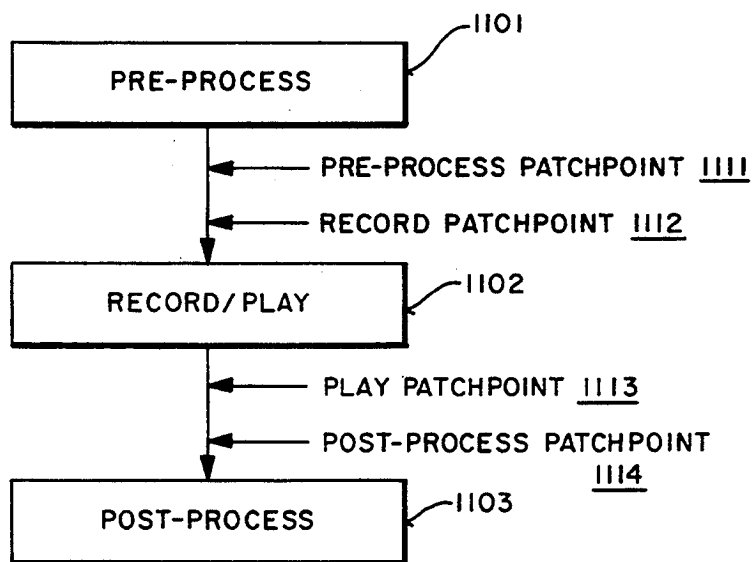 1101
PRE-PROCESS
PRE-PROCESS PATCHPOINT 1111
RECORD PATCHPOINT 1112
1102
RECORD/PLAY
PLAY PATCHPOINT 1113
POST-PROCESS PATCHPOINT
1114
1103
POST-PROCESS